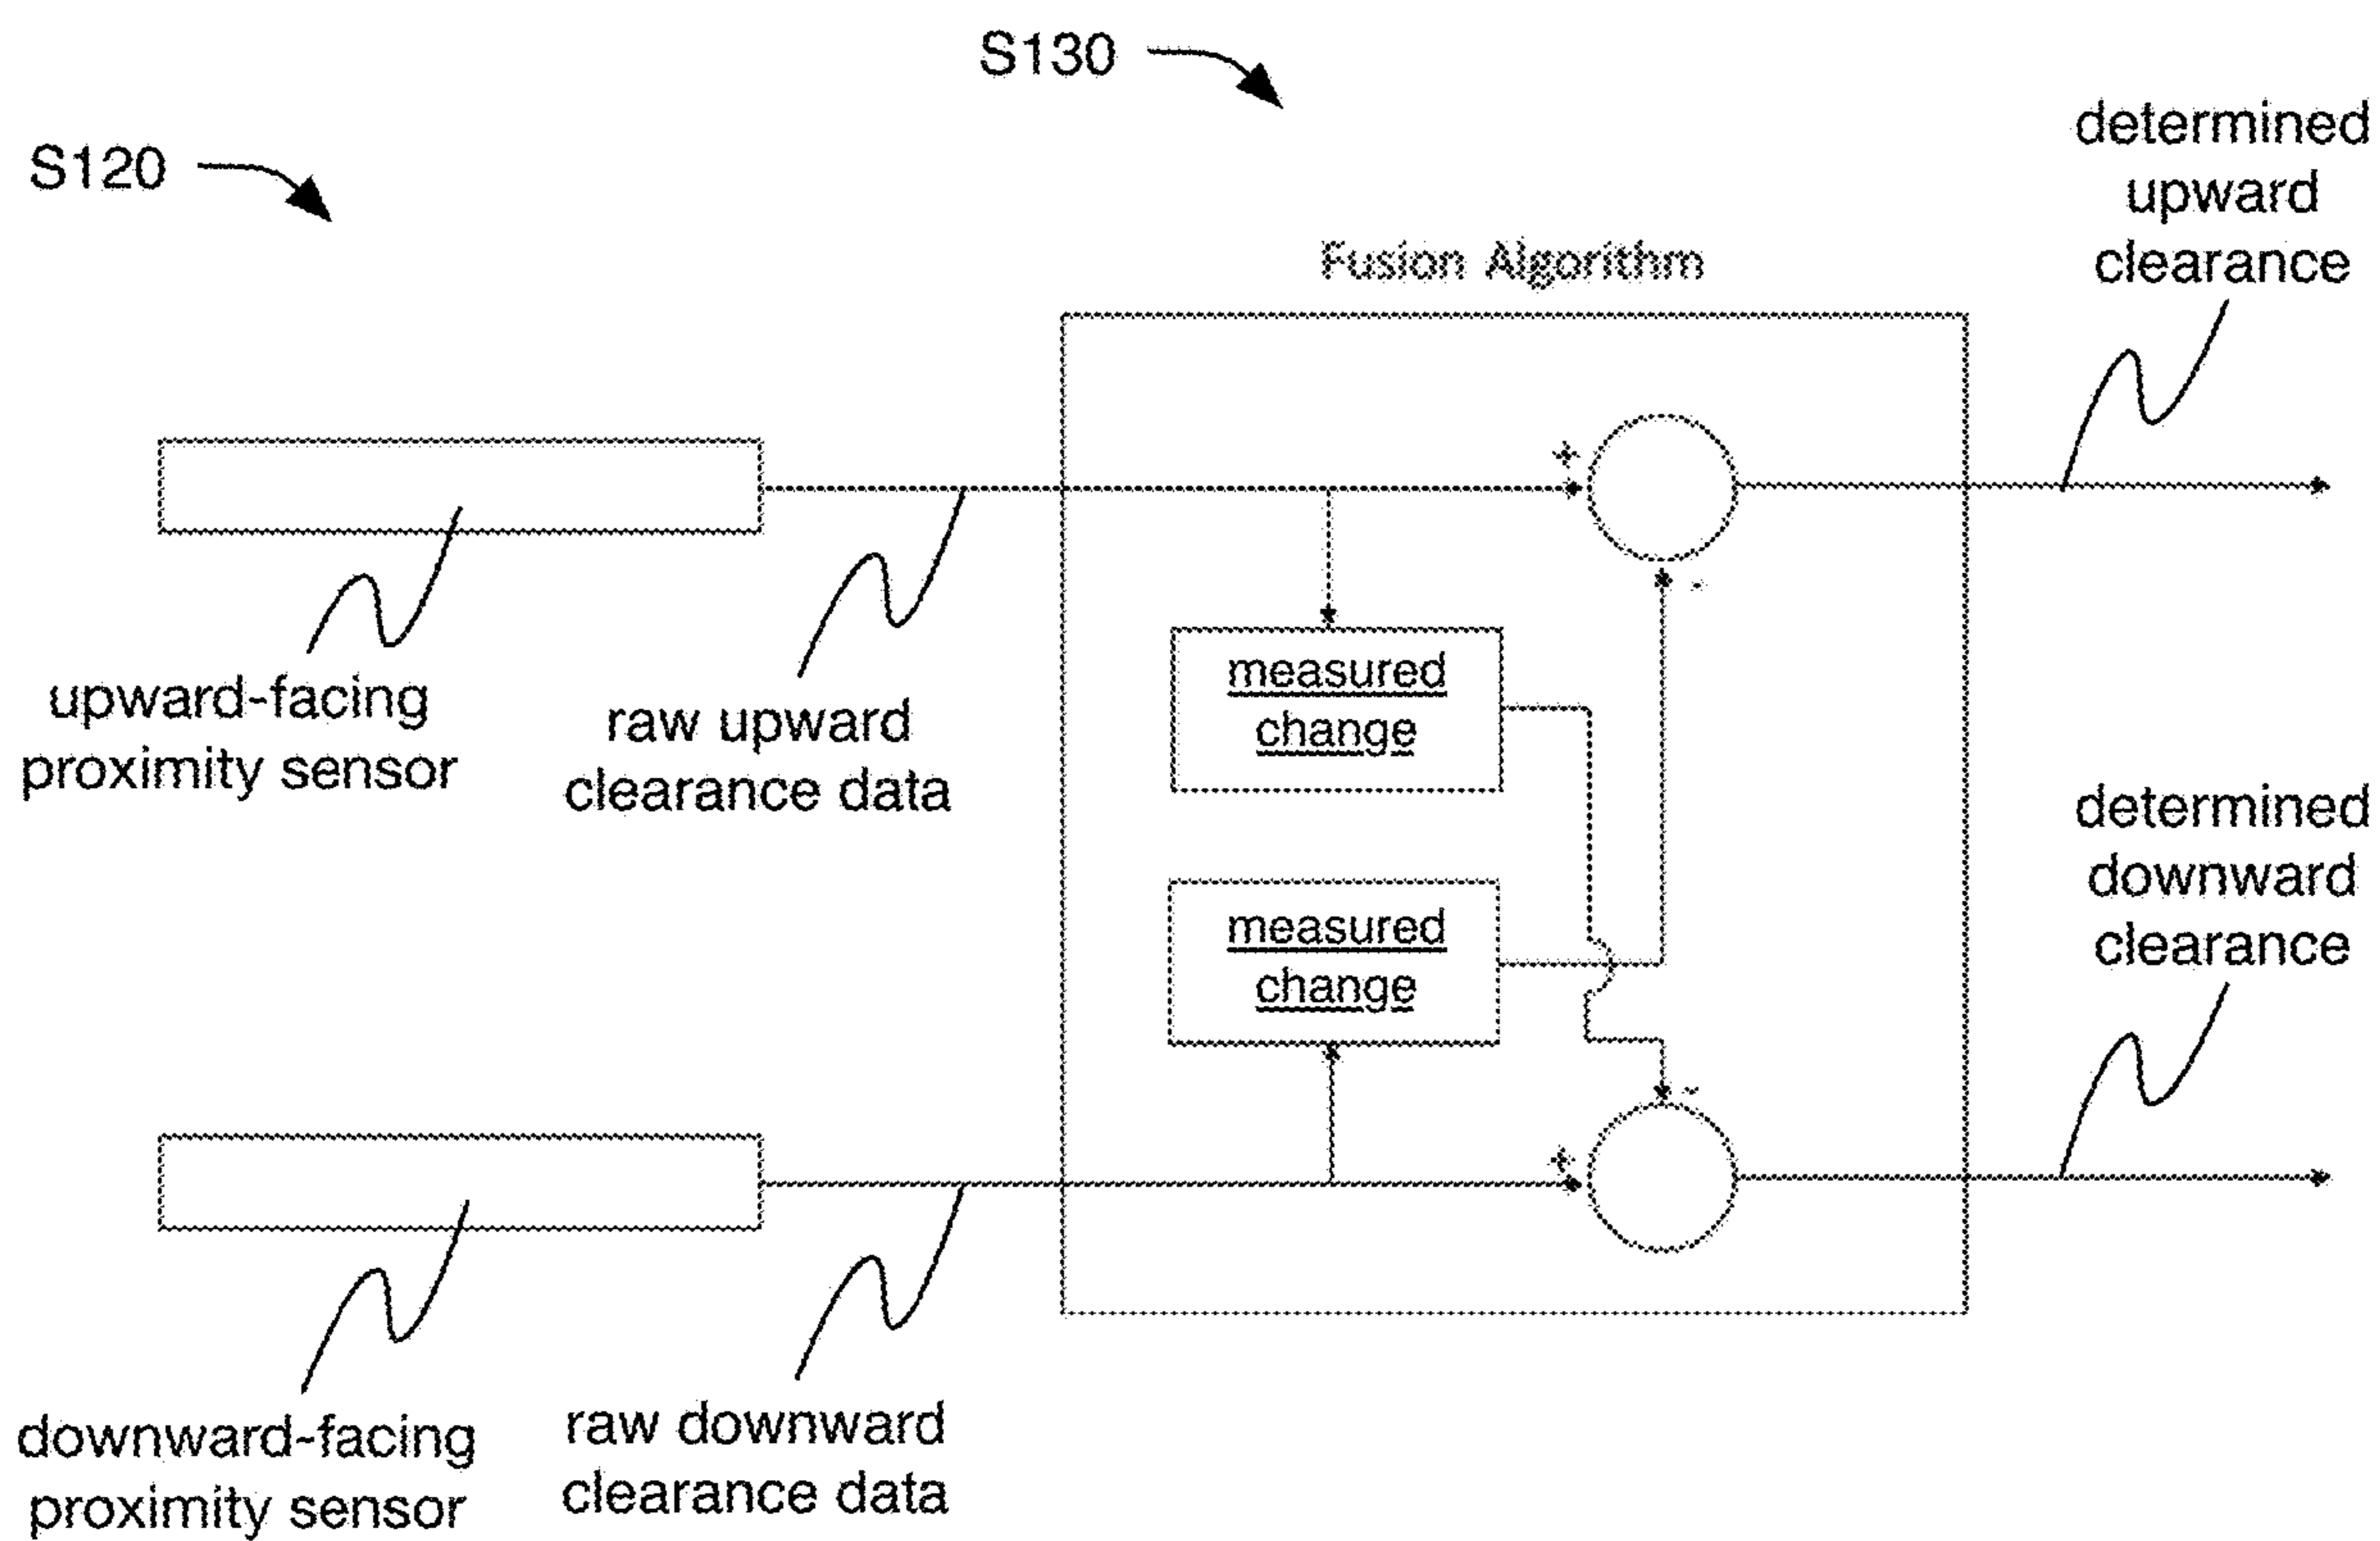 S130
S120
determined
upward
clearance
Fusion Algorithm
+
-
measured
change
upward-facing
proximity sensor
raw upward
clearance data
measured
change
determined
downward
clearance
-
+
downward-facing
proximity sensor
raw downward
clearance data